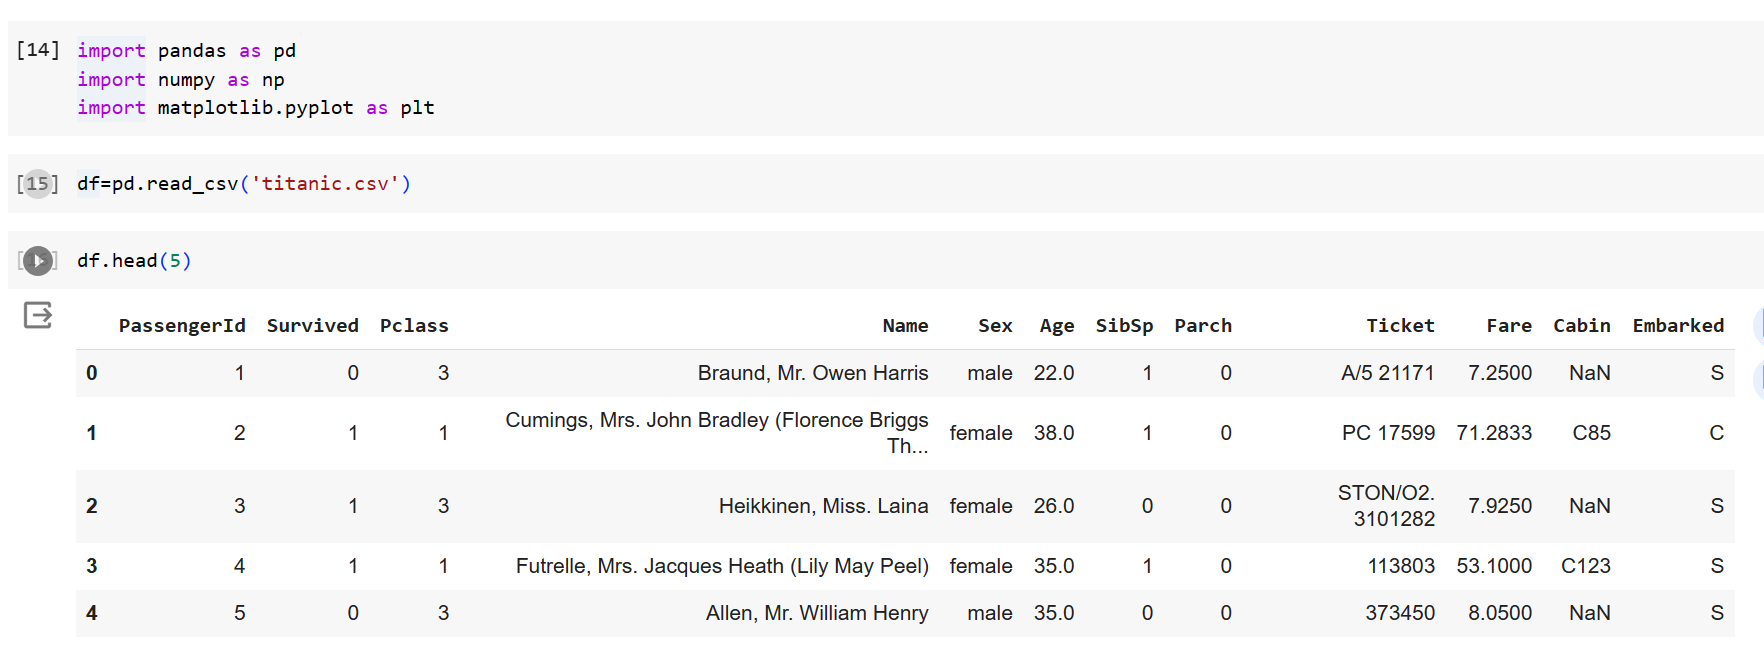 [14] import pandas as pd
import numpy as np
import matplotlib.pyplot as plt
[15] df=pd.read_csv('titanic.csv')
df.head(5)
PassengerId Survived Pclass Name Sex Age SibSp Parch Ticket Fare Cabin Embarked
0 1 0 3 Braund, Mr. Owen Harris male 22.0 1 0 A/5 21171 7.2500 NaN S
1 2 1 1 Cumings, Mrs. John Bradley (Florence Briggs Th... female 38.0 1 0 PC 17599 71.2833 C85 C
2 3 1 3 Heikkinen, Miss. Laina female 26.0 0 0 STON/O2. 3101282 7.9250 NaN S
3 4 1 1 Futrelle, Mrs. Jacques Heath (Lily May Peel) female 35.0 1 0 113803 53.1000 C123 S
4 5 0 3 Allen, Mr. William Henry male 35.0 0 0 373450 8.0500 NaN S